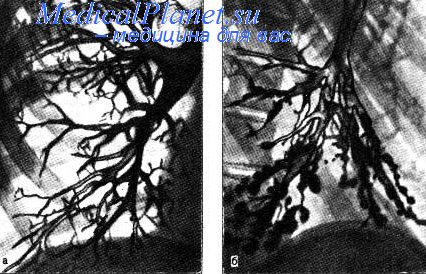 MedicalPlanet.su
– медицина для вас
а
б